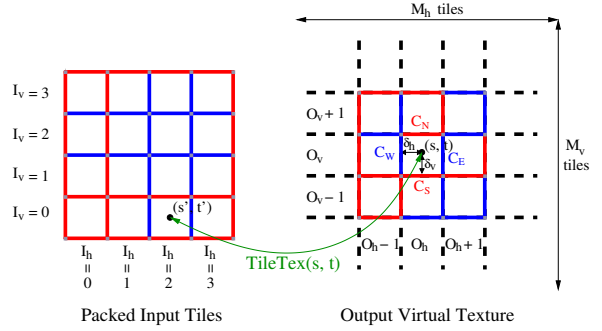 M_h tiles
M_v
tiles
I_v = 3
I_v = 2
I_v = 1
I_v = 0
(s', t')
I_h = 0
I_h = 1
I_h = 2
I_h = 3
O_v + 1
O_v
O_v − 1
C_N
C_W
δ_h
(s, t)
C_E
δ_v
C_S
O_h − 1
O_h
O_h + 1
TileTex(s, t)
Packed Input Tiles
Output Virtual Texture